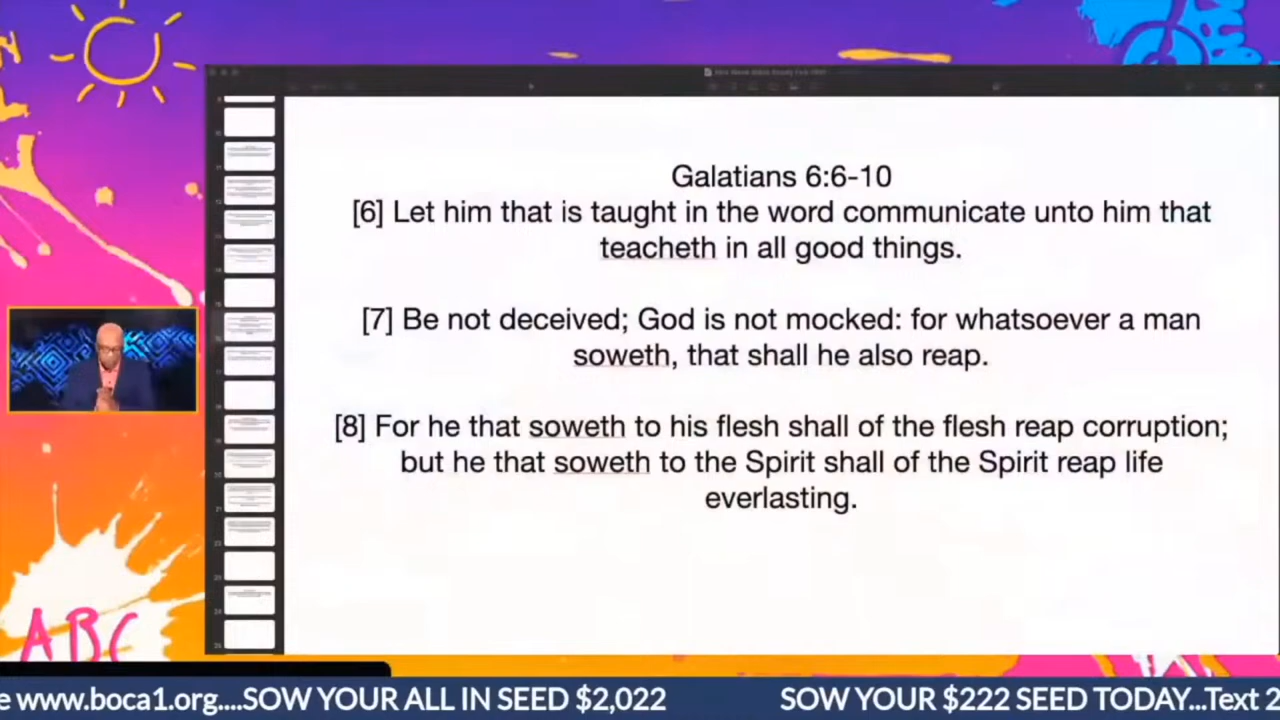 Galatians 6:6-10
[6] Let him that is taught in the word communicate unto him that
teacheth in all good things.
[7] Be not deceived; God is not mocked: for whatsoever a man
soweth, that shall he also reap.
[8] For he that soweth to his flesh shall of the flesh reap corruption;
but he that soweth to the Spirit shall of the Spirit reap life
everlasting.
ABC
e www.boca1.org....SOW YOUR ALL IN SEED $2,022 SOW YOUR $222 SEED TODAY...Text 2